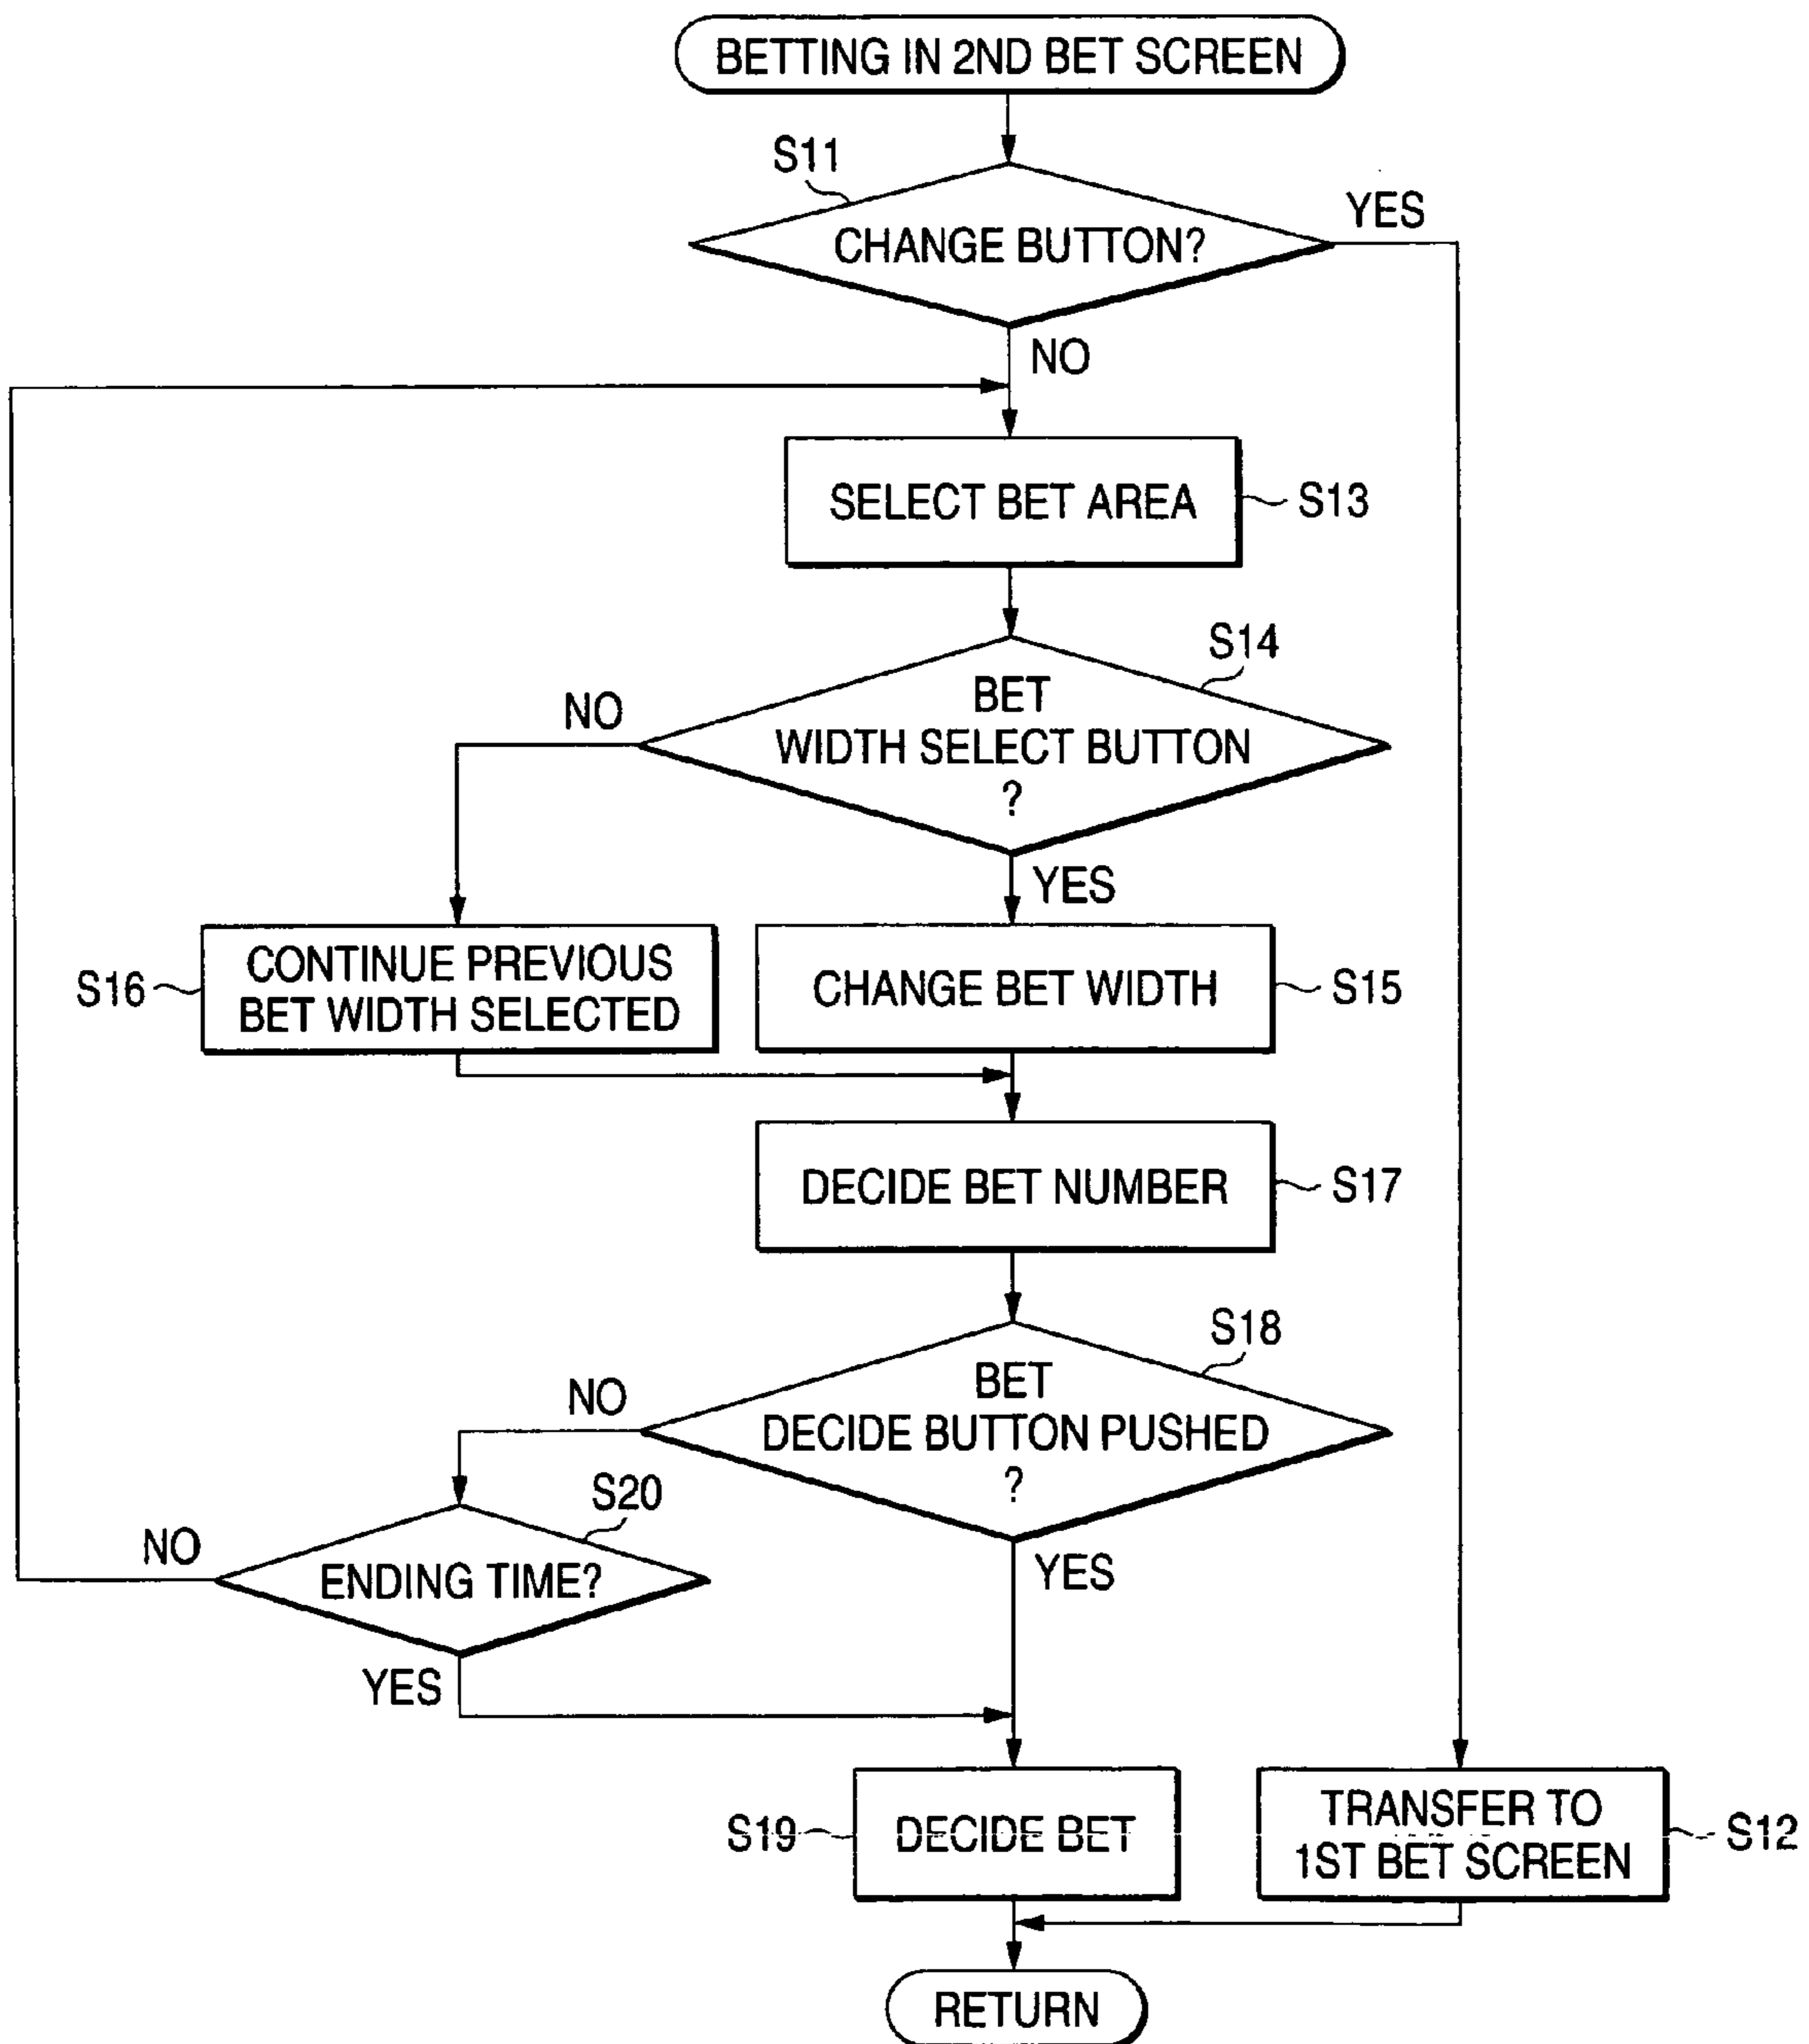 BETTING IN 2ND BET SCREEN
S11
YES
CHANGE BUTTON?
NO
SELECT BET AREA
S13
S14
NO
BET
WIDTH SELECT BUTTON
?
YES
S16
CONTINUE PREVIOUS
BET WIDTH SELECTED
CHANGE BET WIDTH
S15
DECIDE BET NUMBER
S17
S18
NO
BET
DECIDE BUTTON PUSHED
?
S20
NO
ENDING TIME?
YES
YES
S19
DECIDE BET
TRANSFER TO
1ST BET SCREEN
S12
RETURN